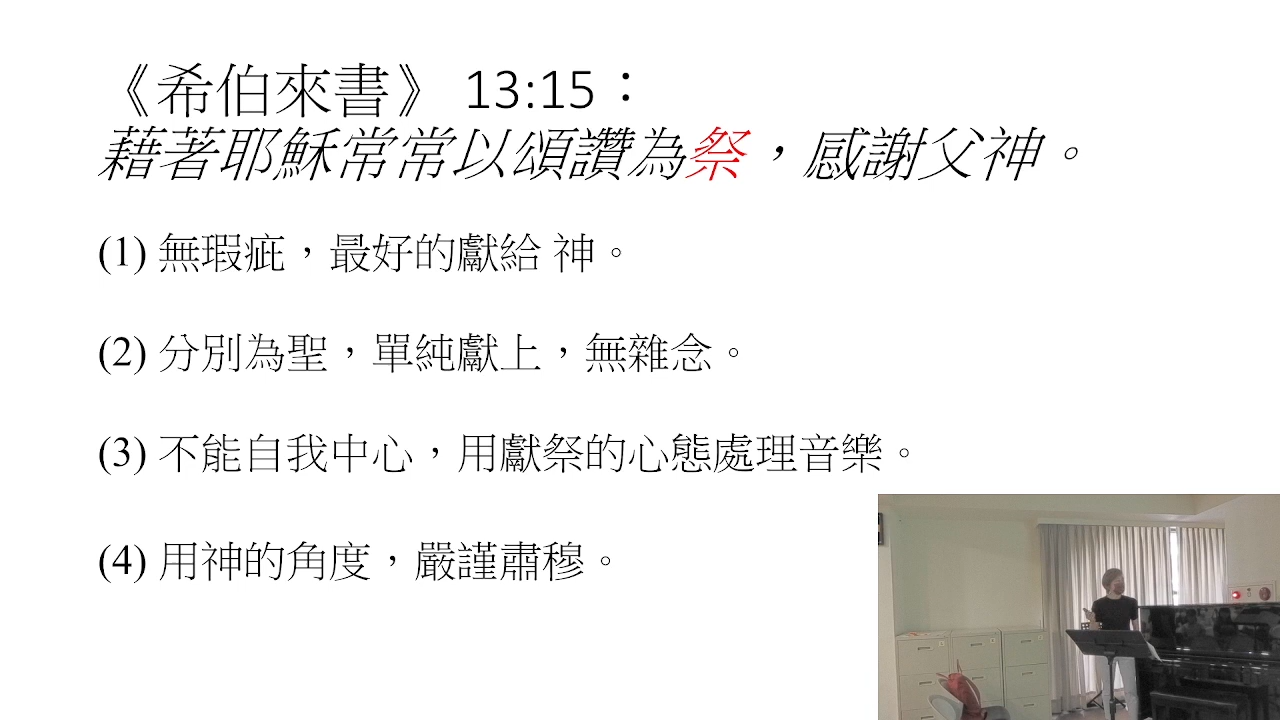 《希伯來書》 13:15：
藉著耶穌常常以頌讚為祭，感謝父神。
(1) 無瑕疵，最好的獻給 神。
(2) 分別為聖，單純獻上，無雜念。
(3) 不能自我中心，用獻祭的心態處理音樂。
(4) 用神的角度，嚴謹肅穆。